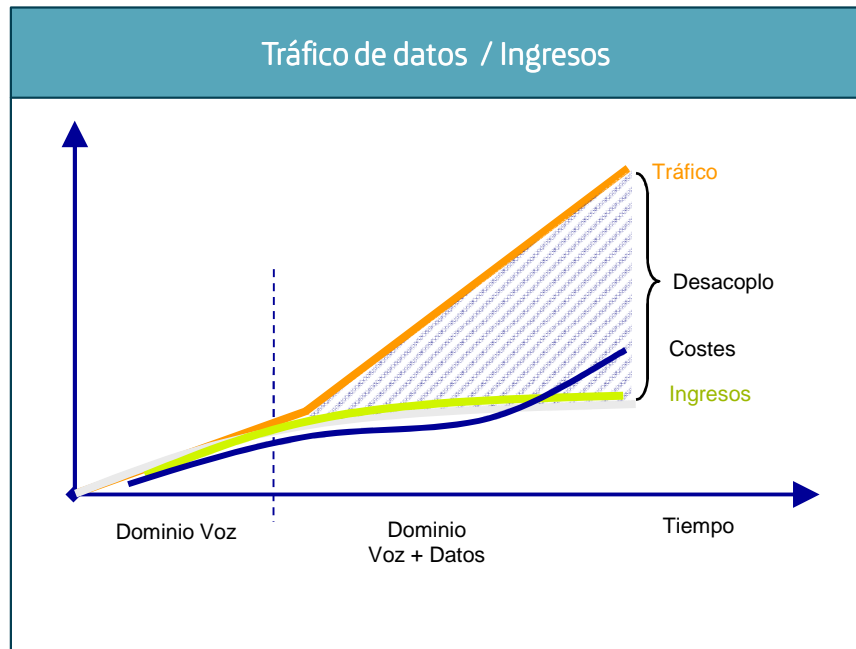 Tráfico de datos / Ingresos
Tráfico
Desacoplo
Costes
Ingresos
Dominio Voz
Dominio
Voz + Datos
Tiempo